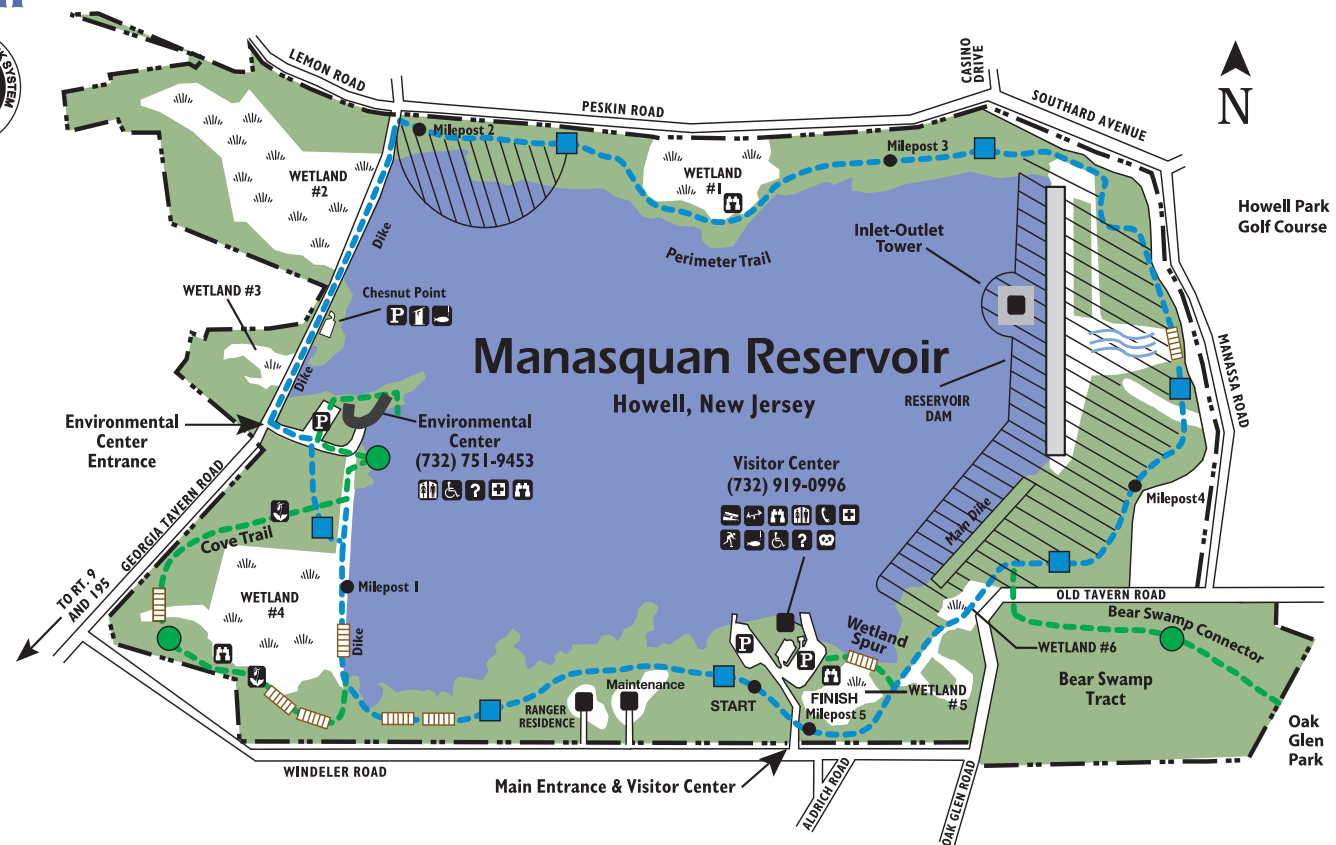 K SYSTEM
LEMON ROAD
PESKIN ROAD
CASINO
DRIVE
SOUTHARD AVENUE
N
Milepost 2
Milepost 3
WETLAND
#2
WETLAND
#1
Howell Park
Golf Course
Dike
Inlet-Outlet
Tower
Perimeter Trail
WETLAND #3
Chesnut Point
P
Manasquan Reservoir
Howell, New Jersey
MANASSA ROAD
Dike
RESERVOIR
DAM
Environmental
Center
Entrance
P
Environmental
Center
(732) 751-9453
?
Visitor Center
(732) 919-0996
?
Milepost4
GEORGIA TAVERN ROAD
Cove Trail
Main Dike
TO RT. 9
AND 195
WETLAND
#4
Milepost 1
Dike
OLD TAVERN ROAD
Bear Swamp Connector
Wetland
Spur
WETLAND #6
P
P
Bear Swamp
Tract
Maintenance
RANGER
RESIDENCE
START
FINISH
WETLAND
#5
Milepost 5
Oak
Glen
Park
WINDELER ROAD
Main Entrance & Visitor Center
ALDRICH ROAD
OAK GLEN ROAD